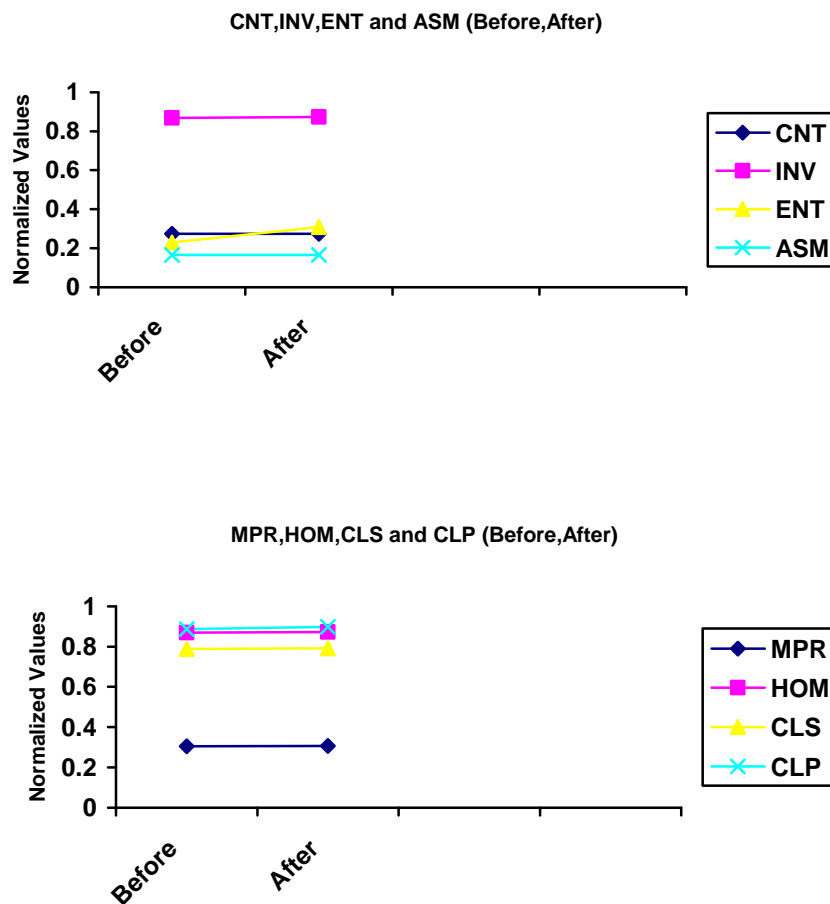 CNT,INV,ENT and ASM (Before,After)
Normalized Values
1
0.8
0.6
0.4
0.2
0
Before
After
CNT
INV
ENT
ASM
MPR,HOM,CLS and CLP (Before,After)
Normalized Values
1
0.8
0.6
0.4
0.2
0
Before
After
MPR
HOM
CLS
CLP